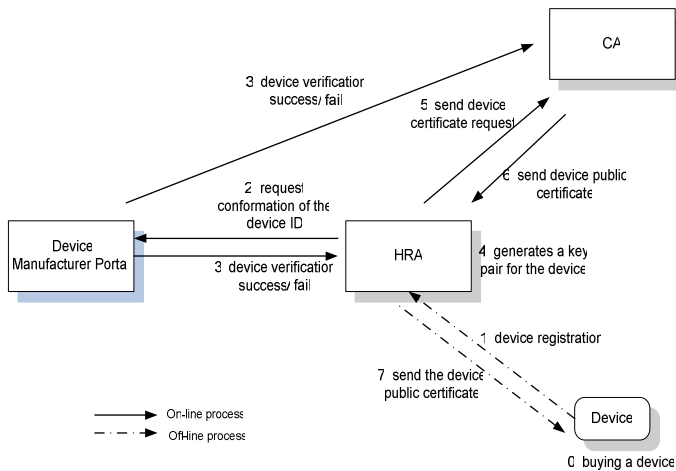 CA
3 device verification
success/ fail
5 send device
certificate request
6 send device public
certificate
2 request
conformation of the
device ID
Device
Manufacturer Porta
HRA
4 generates a key
pair for the device
3 device verification
success/ fail
1 device registration
7 send the device
public certificate
Device
0 buying a device
On-line process
Off-line process